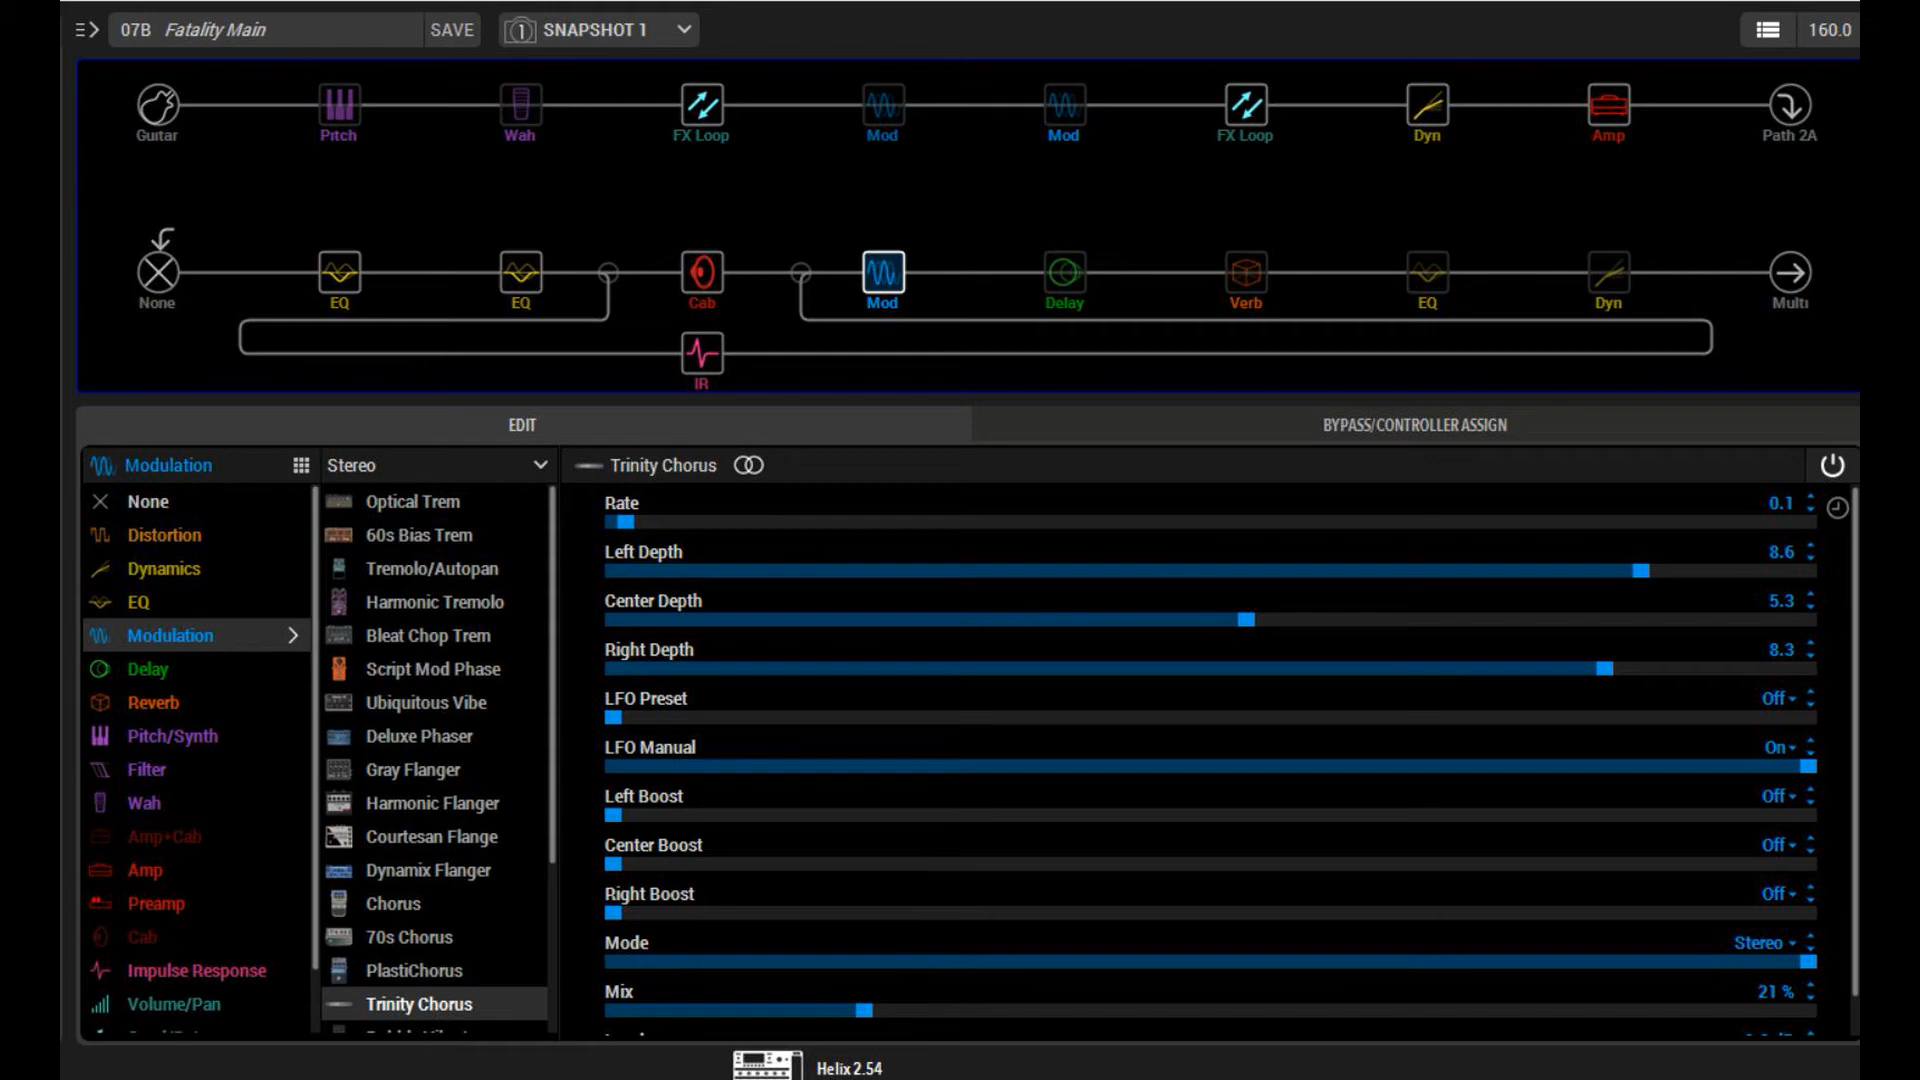 07B Fatality Main SAVE 1 SNAPSHOT 1 160.0
Guitar Pitch Wah FX Loop Mod Mod FX Loop Dyn Amp Path 2A
None EQ EQ Cab Mod Delay Verb EQ Dyn Multi
IR
EDIT BYPASS/CONTROLLER ASSIGN
Modulation Stereo Trinity Chorus
None
Distortion
Dynamics
EQ
Modulation
Delay
Reverb
Pitch/Synth
Filter
Wah
Amp+Cab
Amp
Preamp
Cab
Impulse Response
Volume/Pan
Optical Trem
60s Bias Trem
Tremolo/Autopan
Harmonic Tremolo
Bleat Chop Trem
Script Mod Phase
Ubiquitous Vibe
Deluxe Phaser
Gray Flanger
Harmonic Flanger
Courtesan Flange
Dynamix Flanger
Chorus
70s Chorus
PlastiChorus
Trinity Chorus
Rate 0.1
Left Depth 8.6
Center Depth 5.3
Right Depth 8.3
LFO Preset Off
LFO Manual On
Left Boost Off
Center Boost Off
Right Boost Off
Mode Stereo
Mix 21 %
Helix 2.54